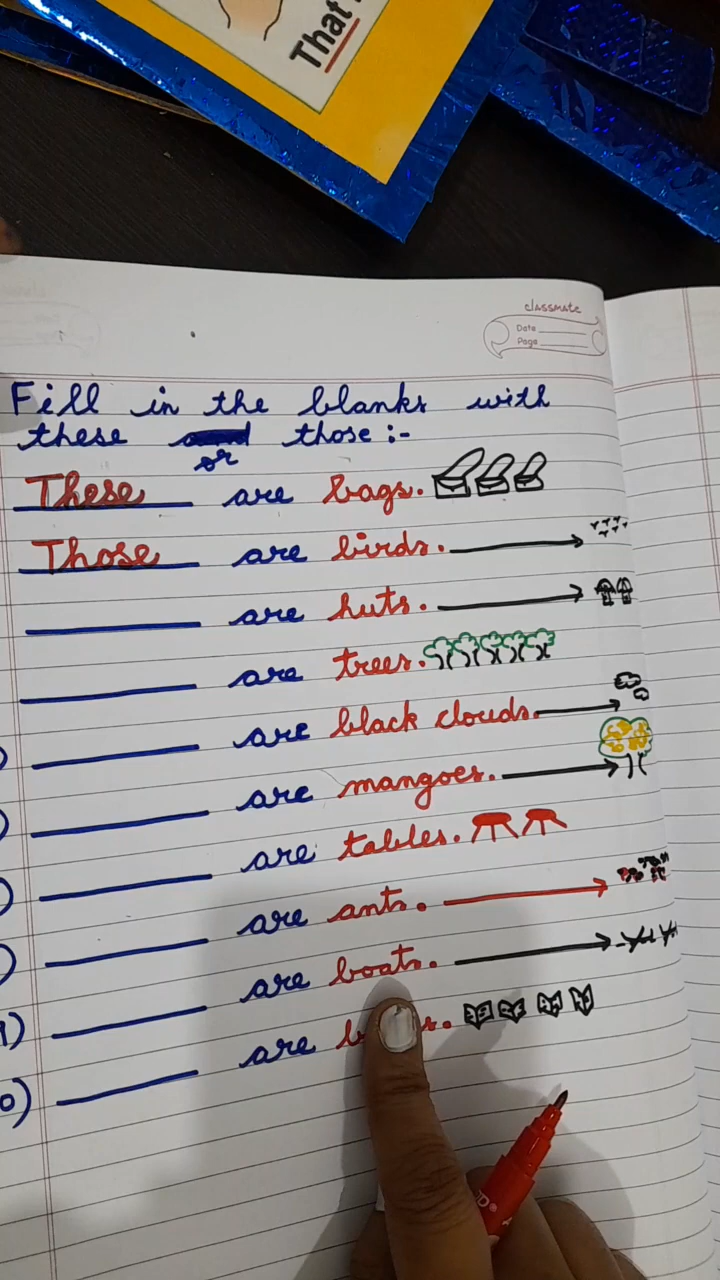 That
classmate
Date
Page
Fill in the blanks with
these or those :-
These are bags.
Those are birds.
are huts.
are trees.
are black clouds.
are mangoes.
are tables.
are ants.
9) are boats.
are